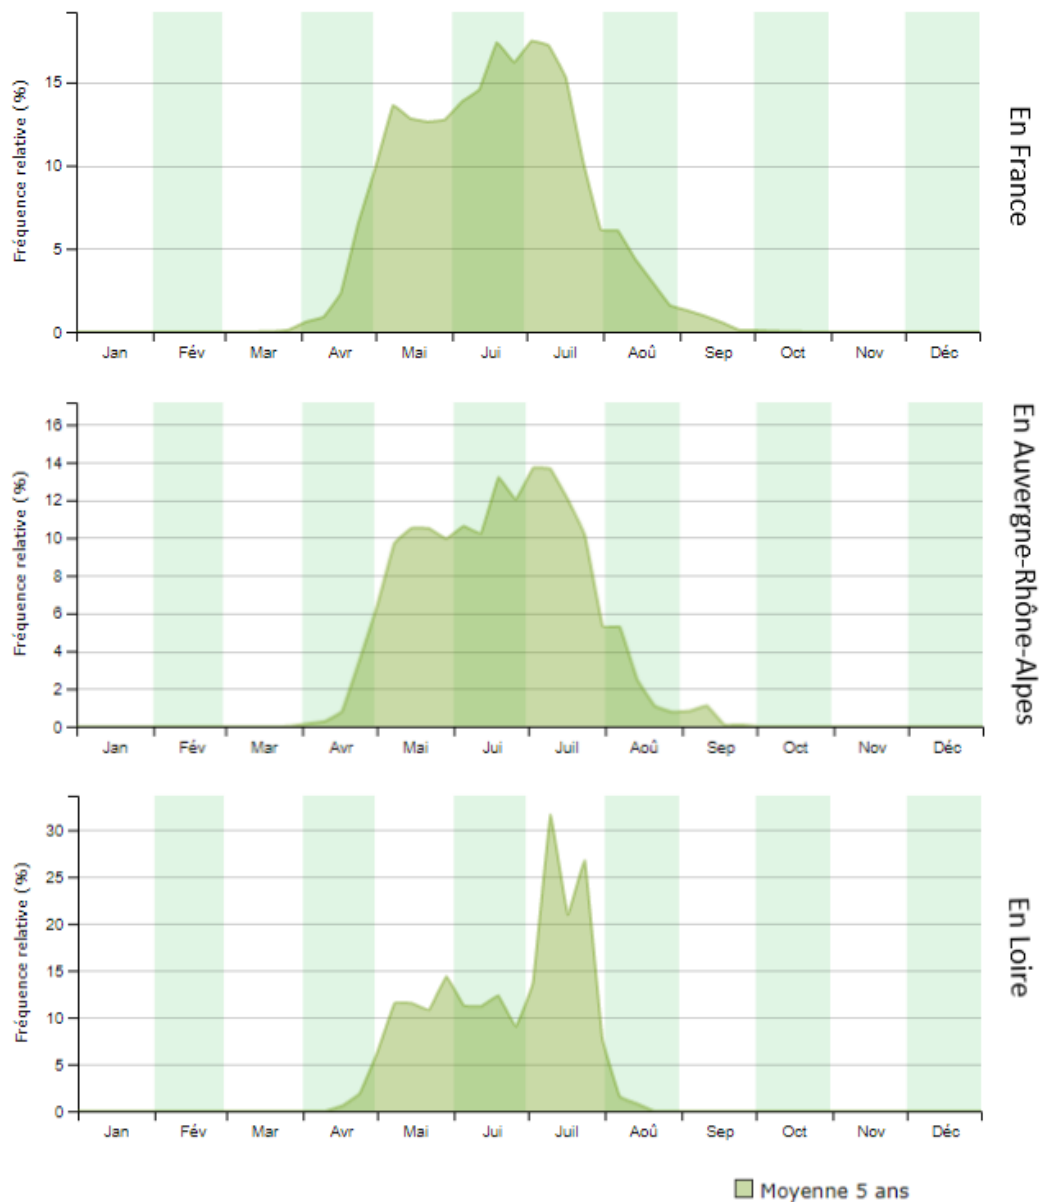 Fréquence relative (%)
15
10
5
0
Jan Fév Mar Avr Mai Jui Juil Aoû Sep Oct Nov Déc
En France
Fréquence relative (%)
16
14
12
10
8
6
4
2
0
Jan Fév Mar Avr Mai Jui Juil Aoû Sep Oct Nov Déc
En Auvergne-Rhône-Alpes
Fréquence relative (%)
30
25
20
15
10
5
0
Jan Fév Mar Avr Mai Jui Juil Aoû Sep Oct Nov Déc
En Loire
Moyenne 5 ans